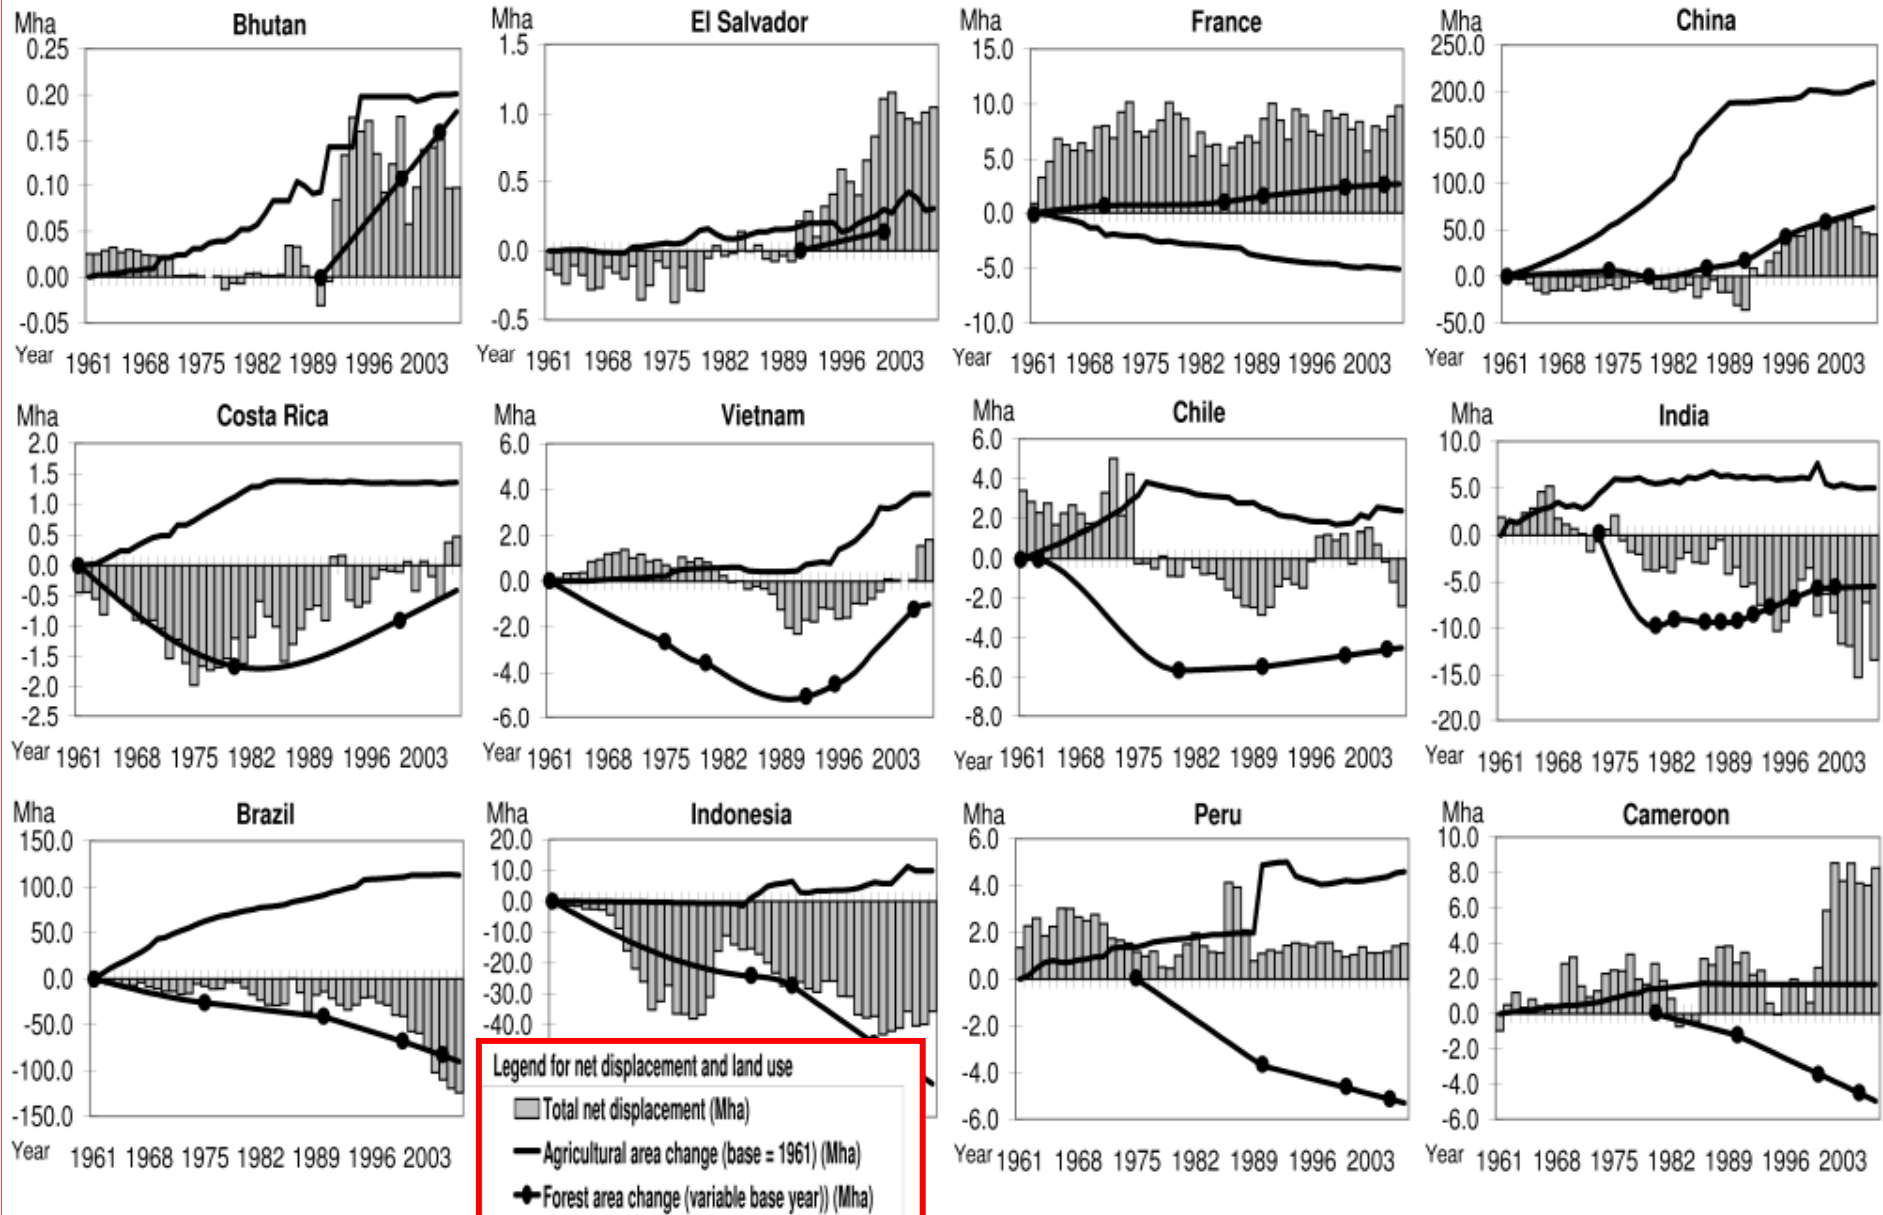 Mha
Bhutan
0.25
0.20
0.15
0.10
0.05
0.00
-0.05
Year 1961 1968 1975 1982 1989 1996 2003
Mha
El Salvador
1.5
1.0
0.5
0.0
-0.5
Year 1961 1968 1975 1982 1989 1996 2003
Mha
France
15.0
10.0
5.0
0.0
-5.0
-10.0
Year 1961 1968 1975 1982 1989 1996 2003
Mha
China
250.0
200.0
150.0
100.0
50.0
0.0
-50.0
Year 1961 1968 1975 1982 1989 1996 2003
Mha
Costa Rica
2.0
1.5
1.0
0.5
0.0
-0.5
-1.0
-1.5
-2.0
-2.5
Year 1961 1968 1975 1982 1989 1996 2003
Mha
Vietnam
6.0
4.0
2.0
0.0
-2.0
-4.0
-6.0
Year 1961 1968 1975 1982 1989 1996 2003
Mha
Chile
6.0
4.0
2.0
0.0
-2.0
-4.0
-6.0
-8.0
Year 1961 1968 1975 1982 1989 1996 2003
Mha
India
10.0
5.0
0.0
-5.0
-10.0
-15.0
-20.0
Year 1961 1968 1975 1982 1989 1996 2003
Mha
Brazil
150.0
100.0
50.0
0.0
-50.0
-100.0
-150.0
Year 1961 1968 1975 1982 1989 1996 2003
Mha
Indonesia
20.0
10.0
0.0
-10.0
-20.0
-30.0
-40.0
Legend for net displacement and land use
Total net displacement (Mha)
Agricultural area change (base = 1961) (Mha)
Forest area change (variable base year)) (Mha)
Mha
Peru
6.0
4.0
2.0
0.0
-2.0
-4.0
-6.0
Year 1961 1968 1975 1982 1989 1996 2003
Mha
Cameroon
10.0
8.0
6.0
4.0
2.0
0.0
-2.0
-4.0
-6.0
Year 1961 1968 1975 1982 1989 1996 2003